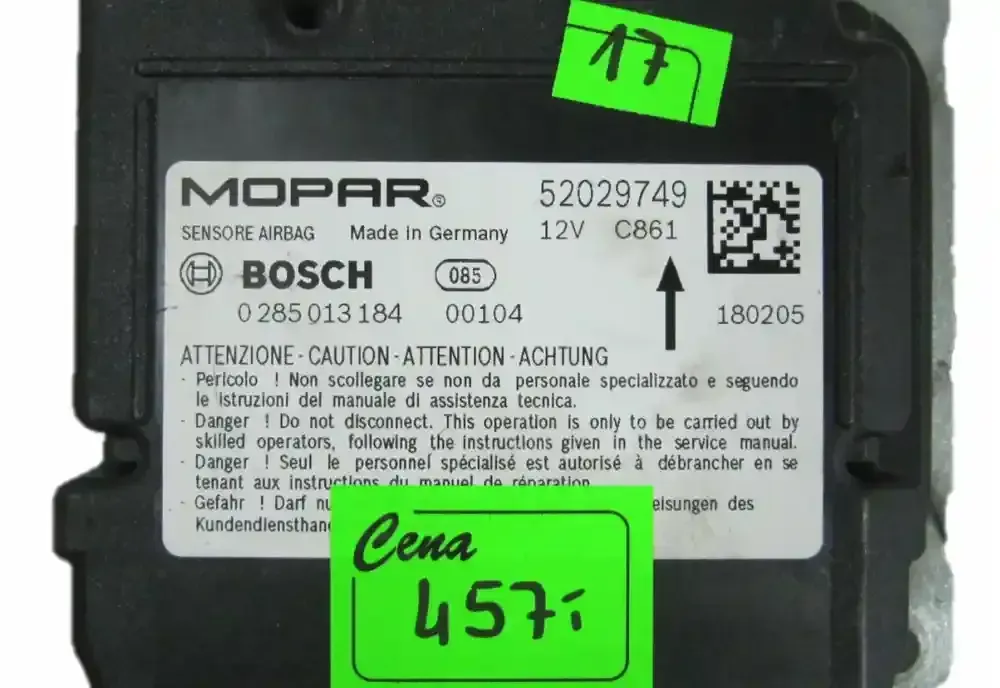 17
MOPAR®
52029749
SENSORE AIRBAG Made in Germany 12V C861
BOSCH 085
0 285 013 184 00104 180205
ATTENZIONE - CAUTION - ATTENTION - ACHTUNG
- Pericolo ! Non scollegare se non da personale specializzato e seguendo
le istruzioni del manuale di assistenza tecnica.
- Danger ! Do not disconnect. This operation is only to be carried out by
skilled operators, following the instructions given in the service manual.
- Danger ! Seul le personnel spécialisé est autorisé à débrancher en se
tenant aux instructions du manuel de réparation
- Gefahr ! Darf nu eisungen des
Kundendiensthan
Cena
457i